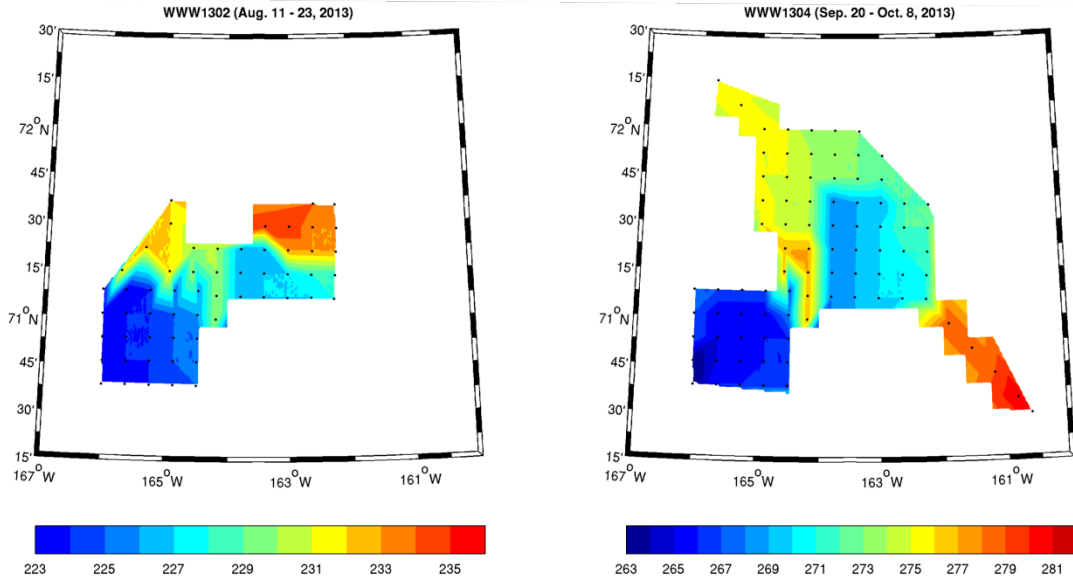 WWW1302 (Aug. 11 - 23, 2013)
30'
15'
72°N
45'
30'
15'
71°N
45'
30'
15'
167°W
165°W
163°W
161°W
223
225
227
229
231
233
235
WWW1304 (Sep. 20 - Oct. 8, 2013)
30'
15'
72°N
45'
30'
15'
71°N
45'
30'
15'
167°W
165°W
163°W
161°W
263
265
267
269
271
273
275
277
279
281